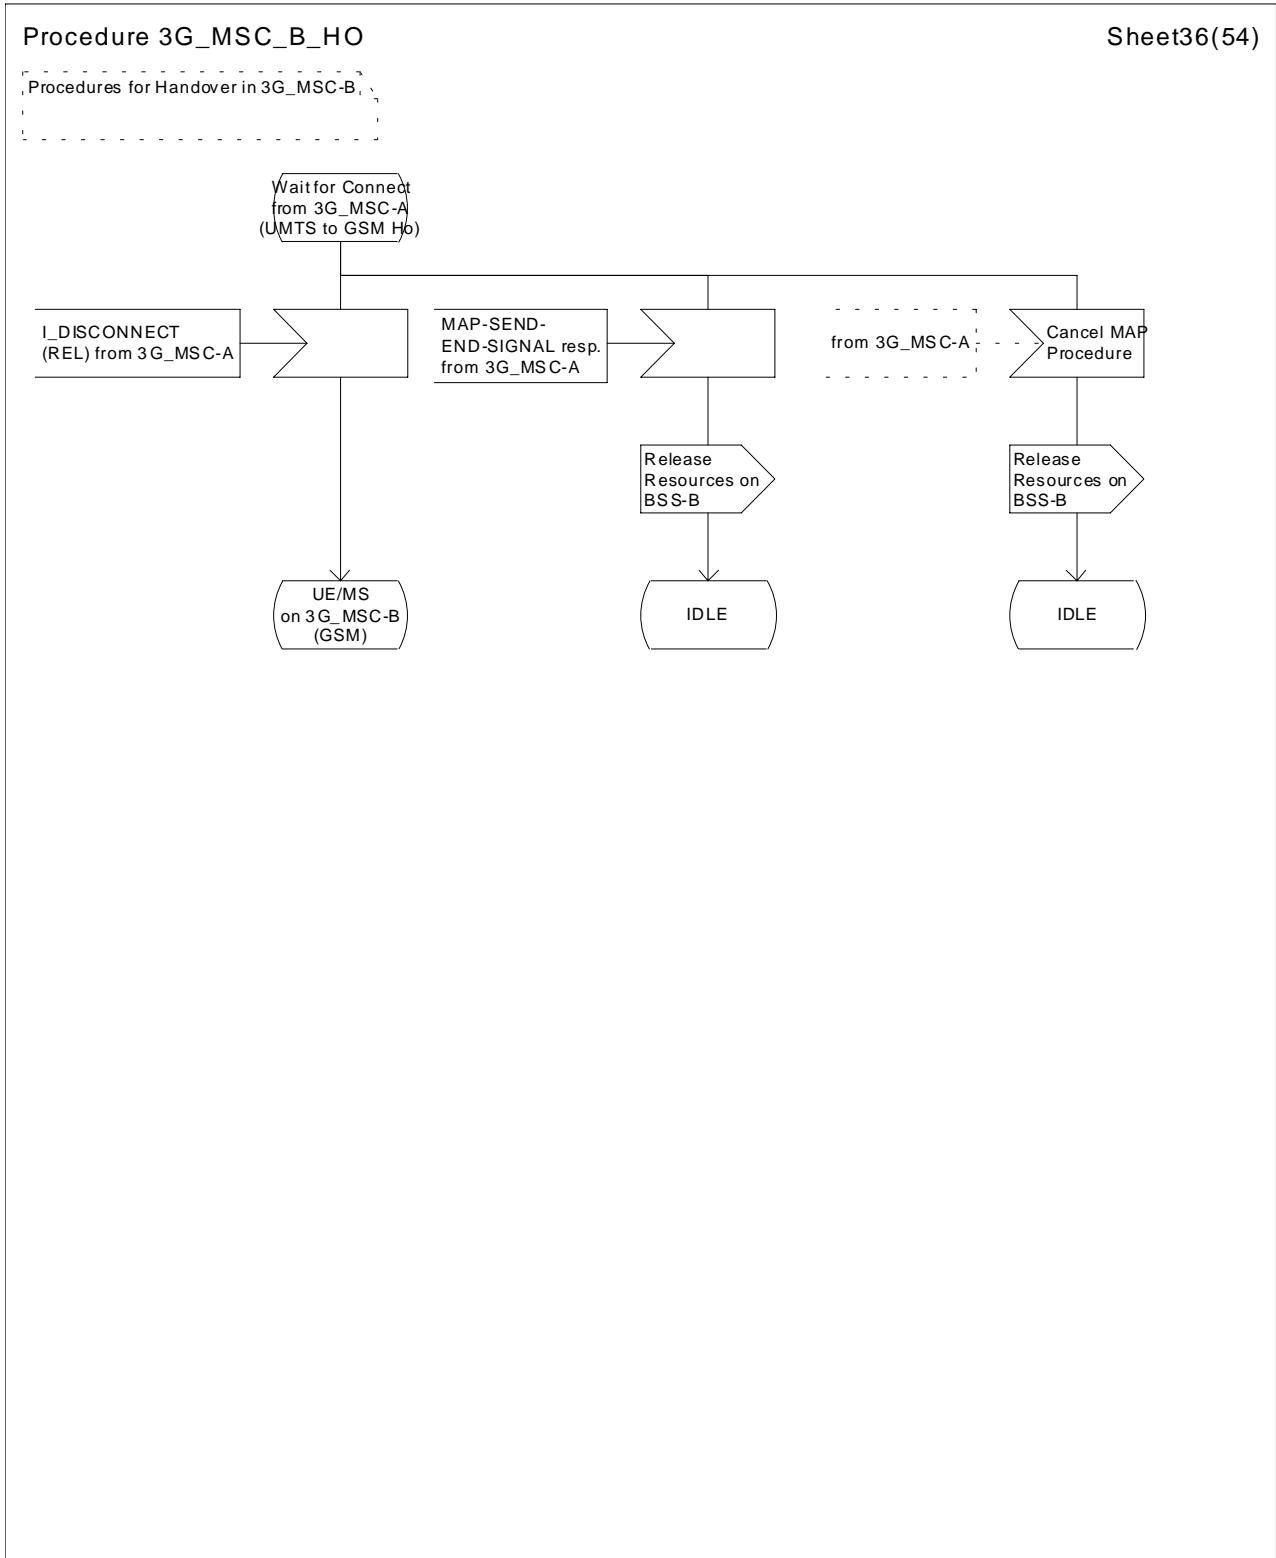 Procedure 3G_MSC_B_HO
Sheet36(54)
Procedures for Handover in 3G_MSC-B
Wait for Connect
from 3G_MSC-A
(UMTS to GSM Ho)
I_DISCONNECT
(REL) from 3G_MSC-A
MAP-SEND-
END-SIGNAL resp.
from 3G_MSC-A
from 3G_MSC-A
Cancel MAP
Procedure
Release
Resources on
BSS-B
Release
Resources on
BSS-B
UE/MS
on 3G_MSC-B
(GSM)
IDLE
IDLE